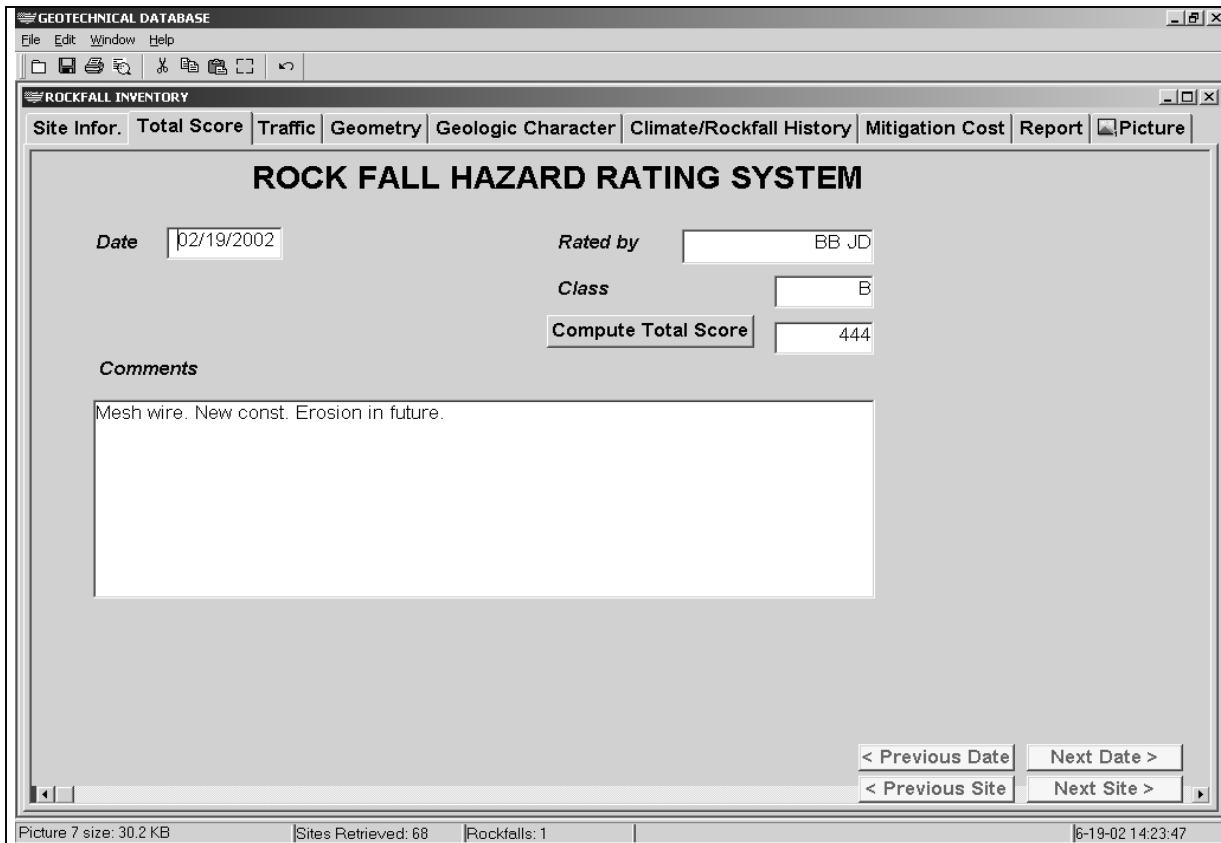 GEOTECHNICAL DATABASE
File Edit Window Help
ROCKFALL INVENTORY
Site Infor. Total Score Traffic Geometry Geologic Character Climate/Rockfall History Mitigation Cost Report Picture
ROCK FALL HAZARD RATING SYSTEM
Date 02/19/2002 Rated by BB JD
Class B
Compute Total Score 444
Comments
Mesh wire. New const. Erosion in future.
< Previous Date Next Date >
< Previous Site Next Site >
Picture 7 size: 30.2 KB Sites Retrieved: 68 Rockfalls: 1 6-19-02 14:23:47